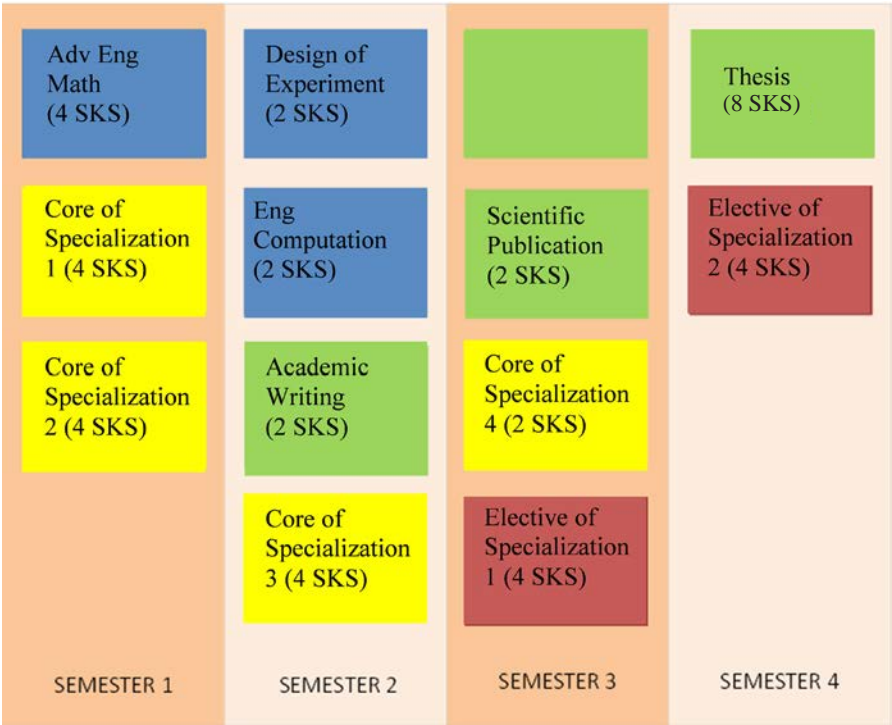 Adv Eng
Math
(4 SKS)
Core of
Specialization
1 (4 SKS)
Core of
Specialization
2 (4 SKS)
SEMESTER 1
Design of
Experiment
(2 SKS)
Eng
Computation
(2 SKS)
Academic
Writing
(2 SKS)
Core of
Specialization
3 (4 SKS)
SEMESTER 2
Scientific
Publication
(2 SKS)
Core of
Specialization
4 (2 SKS)
Elective of
Specialization
1 (4 SKS)
SEMESTER 3
Thesis
(8 SKS)
Elective of
Specialization
2 (4 SKS)
SEMESTER 4